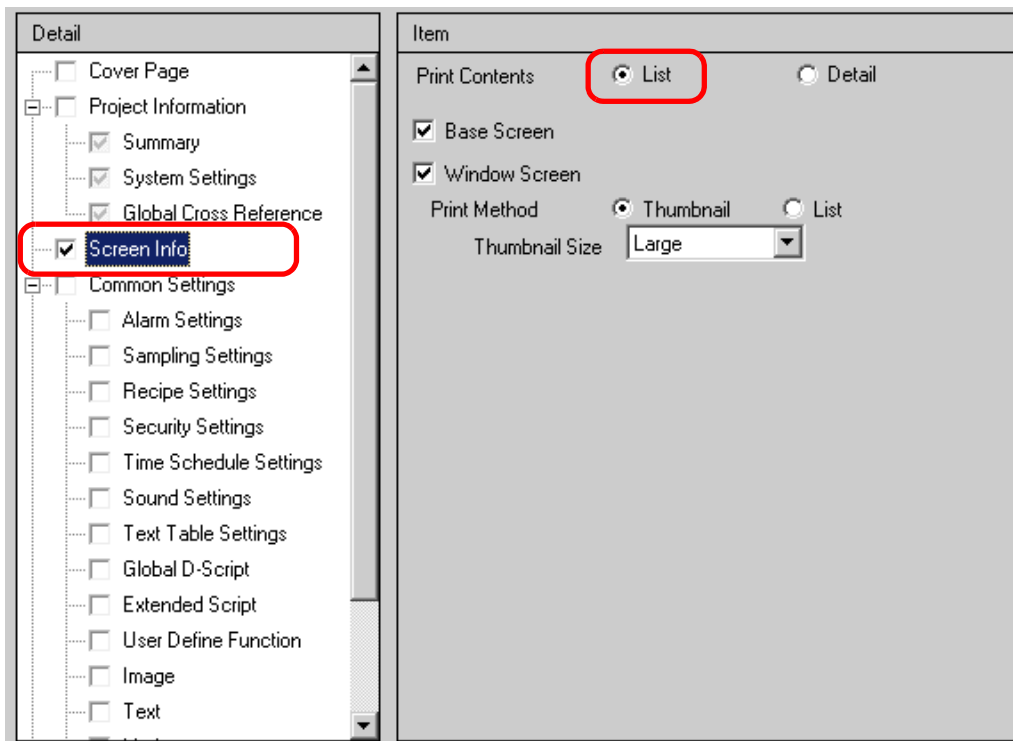 Detail
Cover Page
Project Information
Summary
System Settings
Global Cross Reference
Screen Info
Common Settings
Alarm Settings
Sampling Settings
Recipe Settings
Security Settings
Time Schedule Settings
Sound Settings
Text Table Settings
Global D-Script
Extended Script
User Define Function
Image
Text
Item
Print Contents List Detail
Base Screen
Window Screen
Print Method Thumbnail List
Thumbnail Size Large